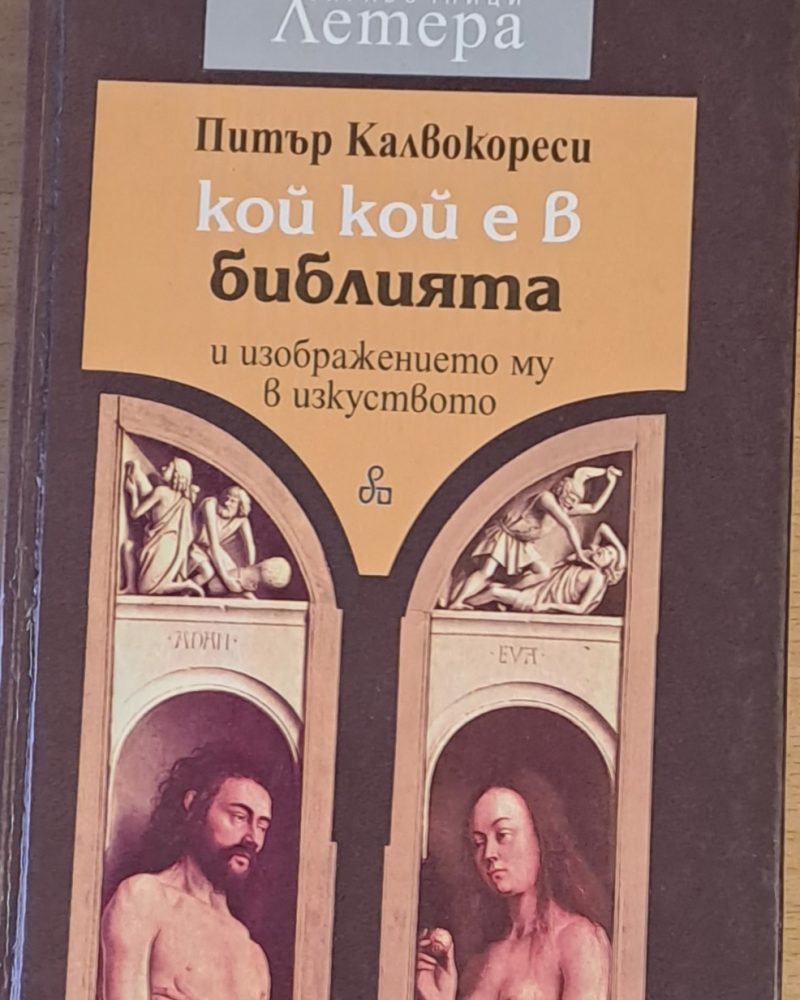 Летера
Питър Калвокореси
кой кой е в
библията
и изображението му
в изкуството
·ADAM·
·EVA·